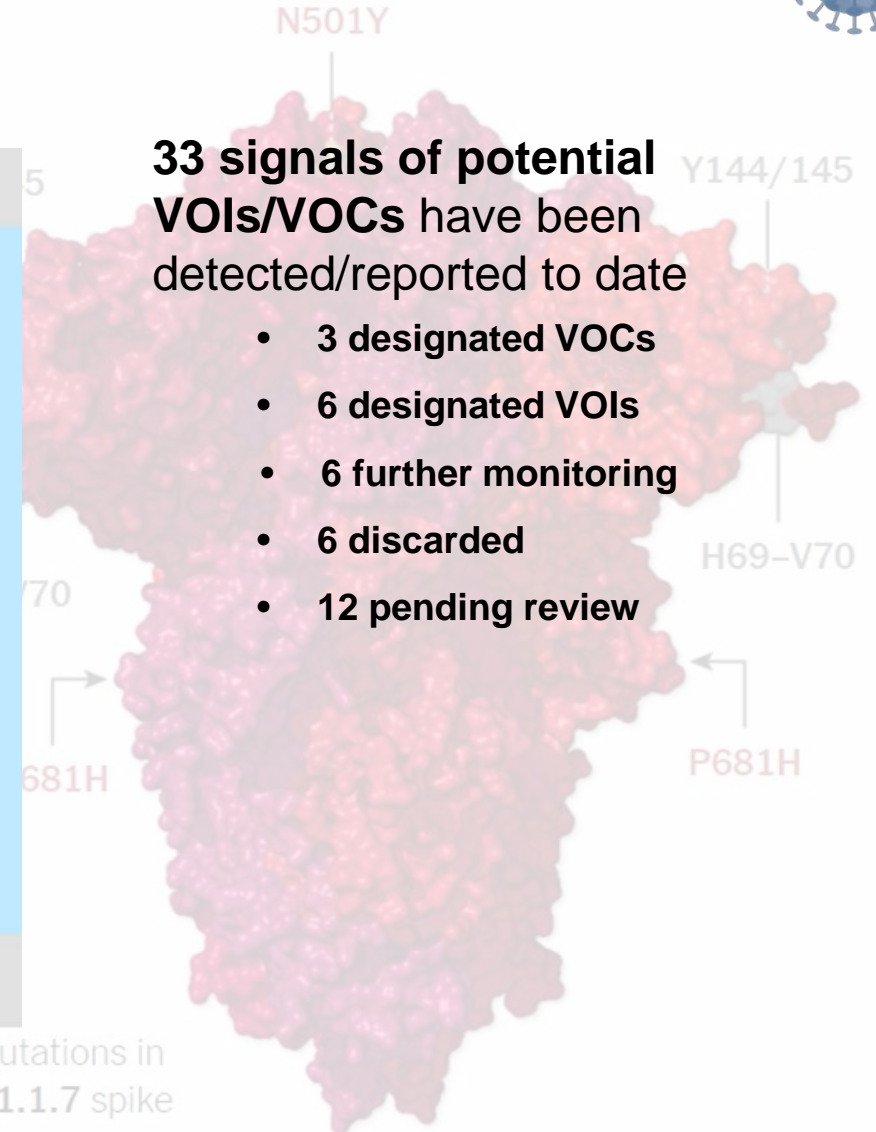 N501Y
33 signals of potential
VOIs/VOCs have been
detected/reported to date
• 3 designated VOCs
• 6 designated VOIs
• 6 further monitoring
• 6 discarded
• 12 pending review
5
Y144/145
H69–V70
/70
681H
P681H
utations in
1.1.7 spike